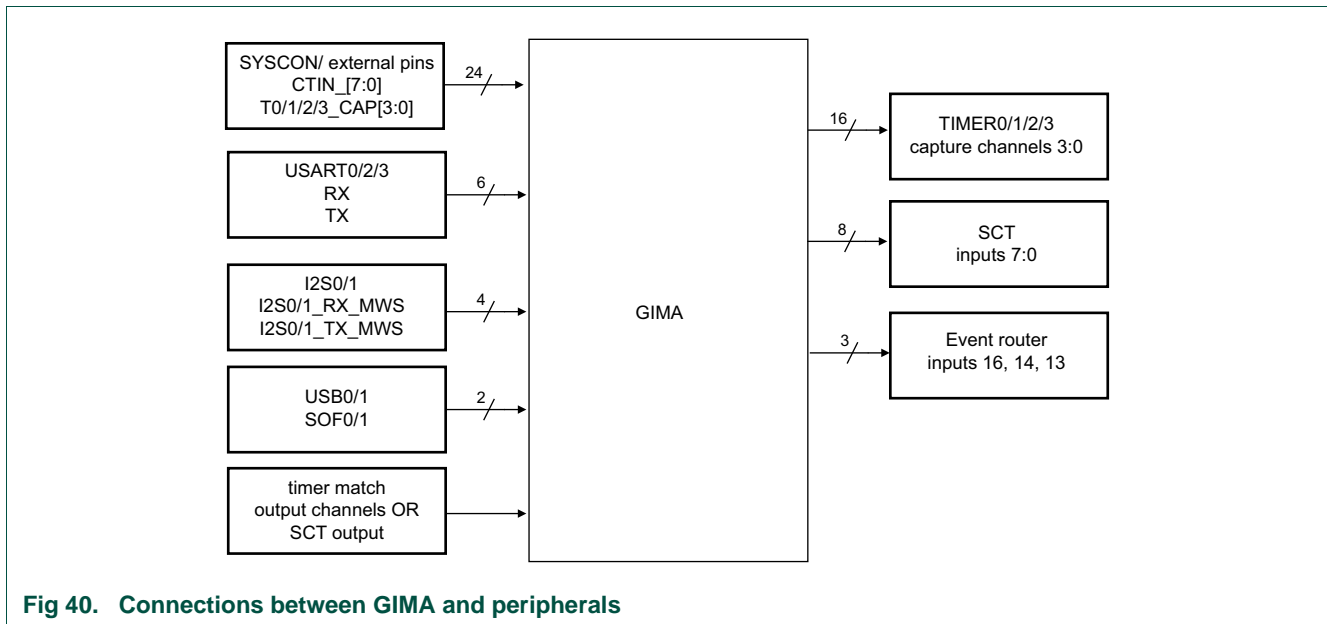 SYSCON/ external pins
CTIN_[7:0]
T0/1/2/3_CAP[3:0]
24
USART0/2/3
RX
TX
6
I2S0/1
I2S0/1_RX_MWS
I2S0/1_TX_MWS
4
USB0/1
SOF0/1
2
timer match
output channels OR
SCT output
GIMA
16
TIMER0/1/2/3
capture channels 3:0
8
SCT
inputs 7:0
3
Event router
inputs 16, 14, 13
Fig 40. Connections between GIMA and peripherals